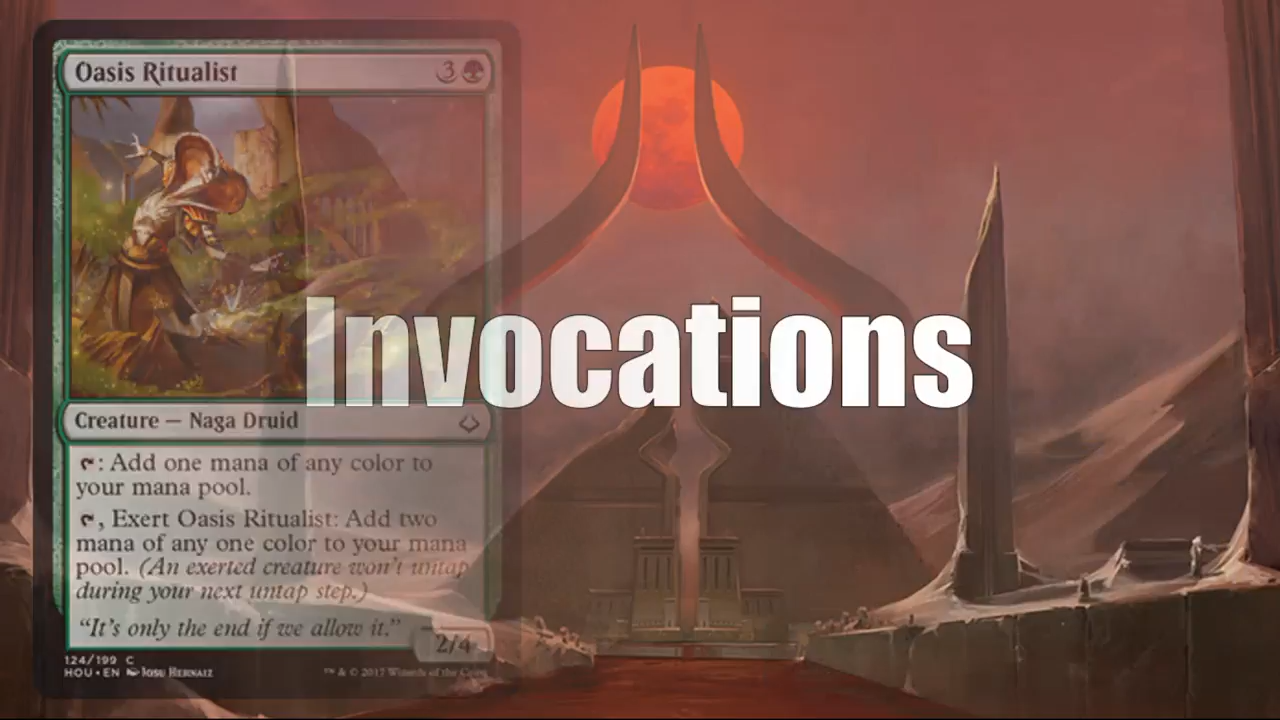 Oasis Ritualist 3
Invocations
Creature — Naga Druid
: Add one mana of any color to
your mana pool.
, Exert Oasis Ritualist: Add two
mana of any one color to your mana
pool. (An exerted creature won't untap
during your next untap step.)
"It's only the end if we allow it."
2/4
124/199 C
HOU • EN Josu Hernaiz
™ & © 2017 Wizards of the Coast